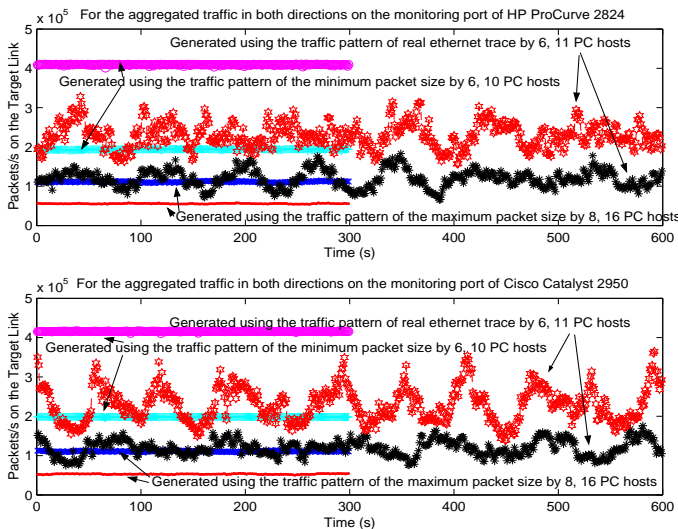 For the aggregated traffic in both directions on the monitoring port of HP ProCurve 2824
x 10^5
Generated using the traffic pattern of real ethernet trace by 6, 11 PC hosts
Generated using the traffic pattern of the minimum packet size by 6, 10 PC hosts
Generated using the traffic pattern of the maximum packet size by 8, 16 PC hosts
Packets/s on the Target Link
5
4
3
2
1
0
0 100 200 300 400 500 600
Time (s)
For the aggregated traffic in both directions on the monitoring port of Cisco Catalyst 2950
x 10^5
Generated using the traffic pattern of real ethernet trace by 6, 11 PC hosts
Generated using the traffic pattern of the minimum packet size by 6, 10 PC hosts
Generated using the traffic pattern of the maximum packet size by 8, 16 PC hosts
Packets/s on the Target Link
5
4
3
2
1
0
0 100 200 300 400 500 600
Time (s)